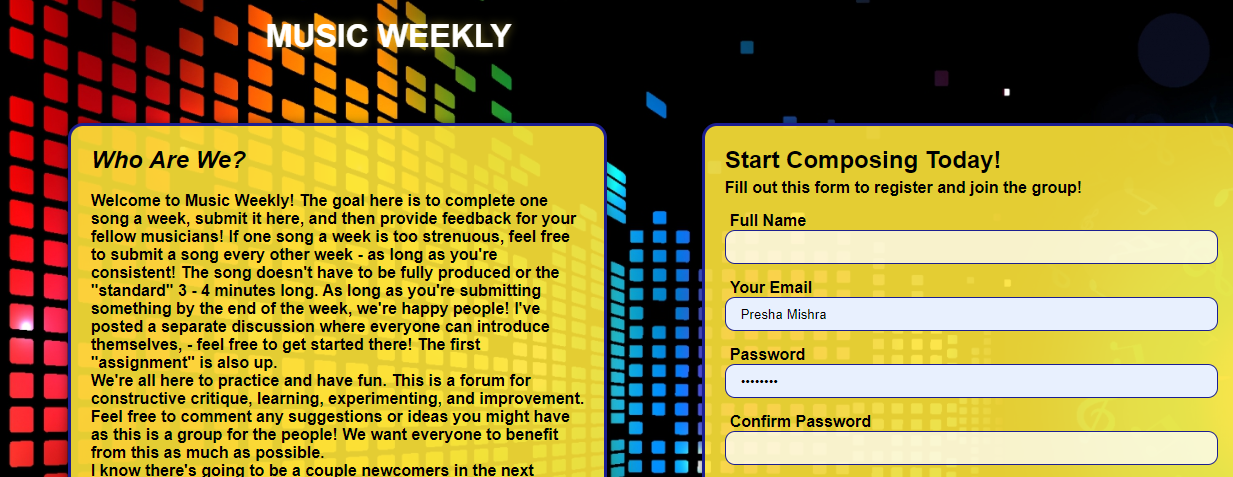 MUSIC WEEKLY
Who Are We?
Welcome to Music Weekly! The goal here is to complete one
song a week, submit it here, and then provide feedback for your
fellow musicians! If one song a week is too strenuous, feel free
to submit a song every other week - as long as you're
consistent! The song doesn't have to be fully produced or the
"standard" 3 - 4 minutes long. As long as you're submitting
something by the end of the week, we're happy people! I've
posted a separate discussion where everyone can introduce
themselves, - feel free to get started there! The first
"assignment" is also up.
We're all here to practice and have fun. This is a forum for
constructive critique, learning, experimenting, and improvement.
Feel free to comment any suggestions or ideas you might have
as this is a group for the people! We want everyone to benefit
from this as much as possible.
I know there's going to be a couple newcomers in the next
Start Composing Today!
Fill out this form to register and join the group!
Full Name
Your Email
Presha Mishra
Password
••••••••
Confirm Password